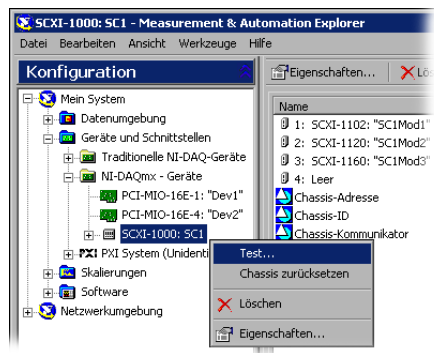 SCXI-1000: SC1 - Measurement & Automation Explorer
Datei Bearbeiten Ansicht Werkzeuge Hilfe
Konfiguration
Eigenschaften...
Mein System
Datenumgebung
Geräte und Schnittstellen
Traditionelle NI-DAQ-Geräte
NI-DAQmx - Geräte
PCI-MIO-16E-1: "Dev1"
PCI-MIO-16E-4: "Dev2"
SCXI-1000: SC1
PXI PXI System
Skalierungen
Software
Netzwerkumgebung
Name
1: SCXI-1102: "SC1Mod1"
2: SCXI-1120: "SC1Mod2"
3: SCXI-1160: "SC1Mod3"
4: Leer
Chassis-Adresse
Chassis-ID
Chassis-Kommunikator
Test...
Chassis zurücksetzen
Löschen
Eigenschaften...